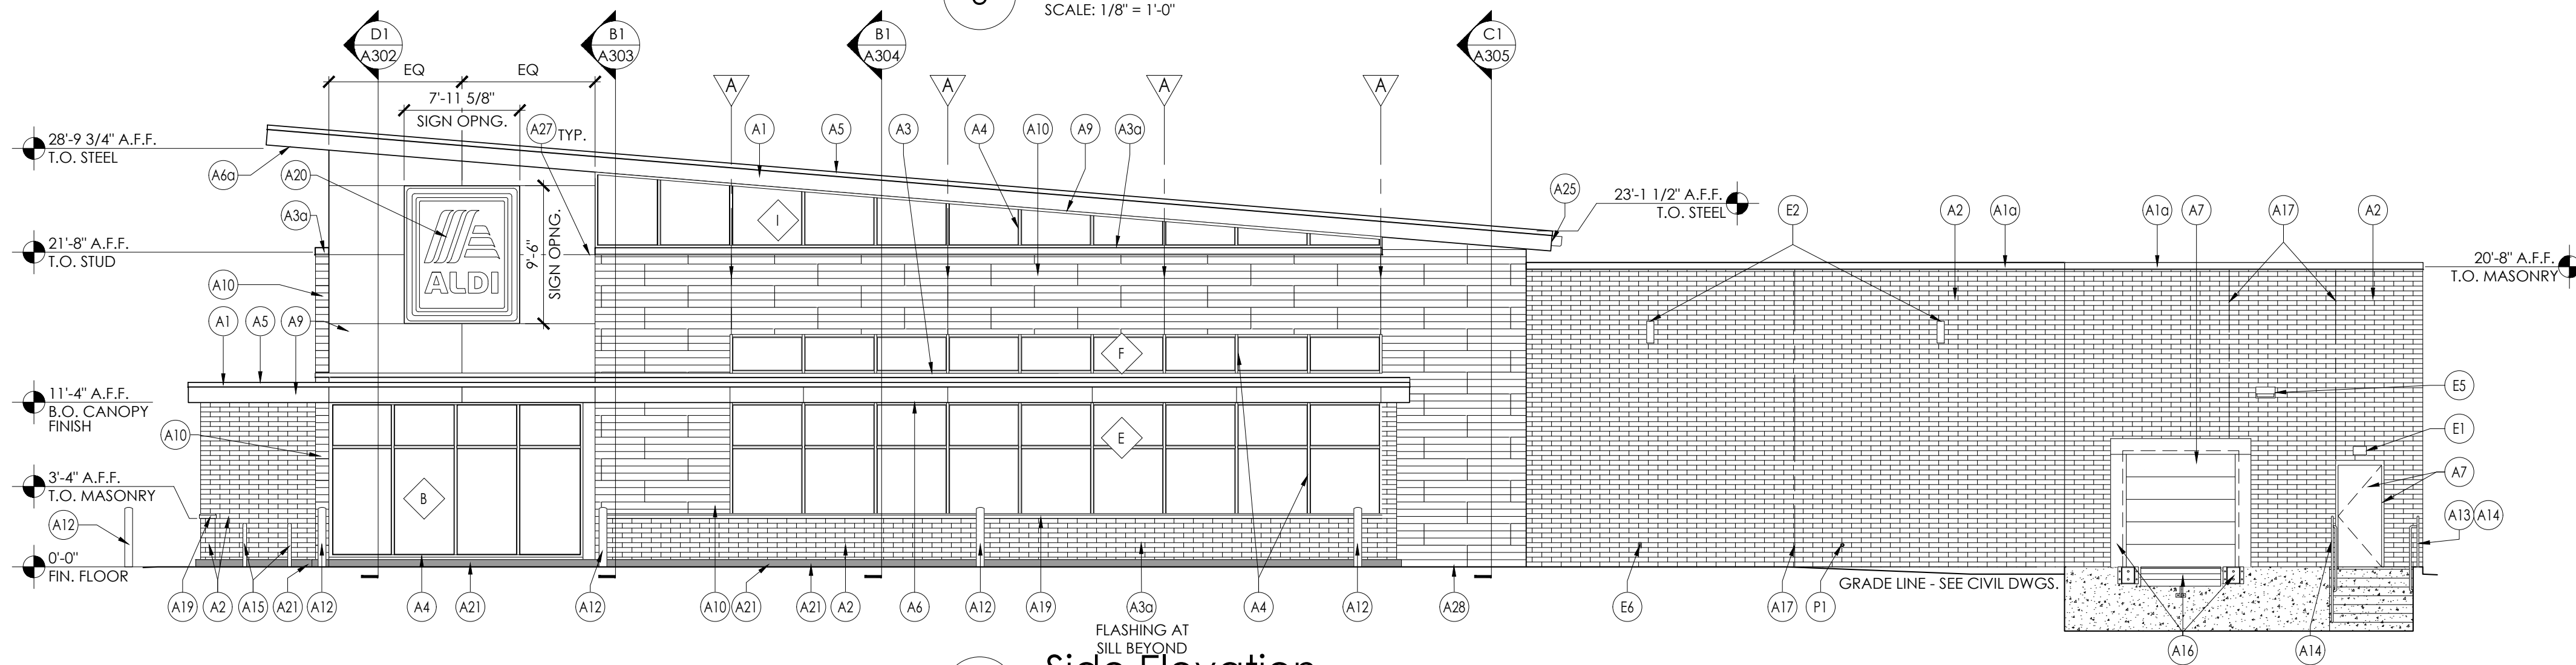 SCALE: 1/8" = 1'-0"
D1
A302
B1
A303
B1
A304
C1
A305
EQ
EQ
A
A
A
A
7'-11 5/8"
SIGN OPNG.
A27
TYP.
A1
A5
A3
A4
A10
A9
A3a
28'-9 3/4" A.F.F.
T.O. STEEL
A6a
A20
A25
23'-1 1/2" A.F.F.
T.O. STEEL
E2
A2
A1a
A1a
A7
A17
A2
A3a
I
9'-6"
SIGN OPNG.
21'-8" A.F.F.
T.O. STUD
ALDI
20'-8" A.F.F.
T.O. MASONRY
A10
A1
A5
A9
F
11'-4" A.F.F.
B.O. CANOPY
FINISH
E5
A10
E
E1
3'-4" A.F.F.
T.O. MASONRY
B
A7
A12
A13
A14
0'-0"
FIN. FLOOR
GRADE LINE - SEE CIVIL DWGS.
A19
A2
A15
A21
A12
A4
A21
A12
A10
A21
A21
A2
A6
A12
A19
A3a
A4
A12
A28
E6
A17
P1
FLASHING AT
SILL BEYOND
A16
A14
Side Elevation